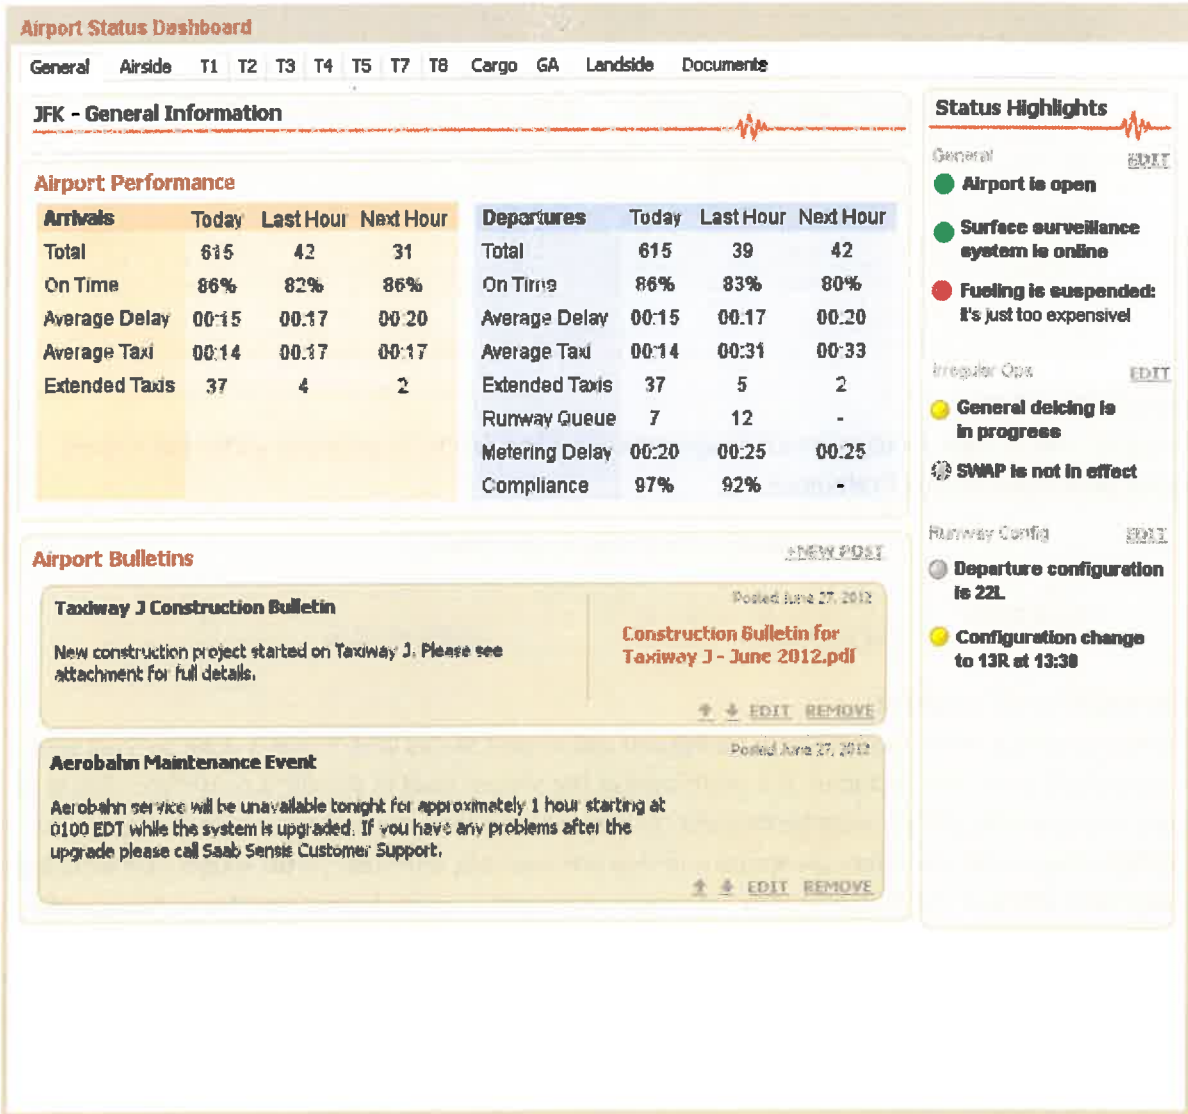 Airport Status Dashboard
General Airside T1 T2 T3 T4 T5 T7 T8 Cargo GA Landside Documents
JFK - General Information
Airport Performance
Arrivals Today Last Hour Next Hour
Total 615 42 31
On Time 86% 82% 86%
Average Delay 00:15 00:17 00:20
Average Taxi 00:14 00:17 00:17
Extended Taxis 37 4 2
Departures Today Last Hour Next Hour
Total 615 39 42
On Time 86% 83% 80%
Average Delay 00:15 00:17 00:20
Average Taxi 00:14 00:31 00:33
Extended Taxis 37 5 2
Runway Queue 7 12 -
Metering Delay 00:20 00:25 00:25
Compliance 97% 92% -
Airport Bulletins
+NEW POST
Taxiway J Construction Bulletin
New construction project started on Taxiway J. Please see
attachment for full details.
Posted June 27, 2012
Construction Bulletin for
Taxiway J - June 2012.pdf
EDIT REMOVE
Aerobahn Maintenance Event
Posted June 27, 2012
Aerobahn service will be unavailable tonight for approximately 1 hour starting at
0100 EDT while the system is upgraded. If you have any problems after the
upgrade please call Saab Sensis Customer Support.
EDIT REMOVE
Status Highlights
General EDIT
Airport is open
Surface surveillance
system is online
Fueling is suspended:
it's just too expensive!
Irregular Ops EDIT
General deicing is
in progress
SWAP is not in effect
Runway Config EDIT
Departure configuration
is 22L
Configuration change
to 13R at 13:30